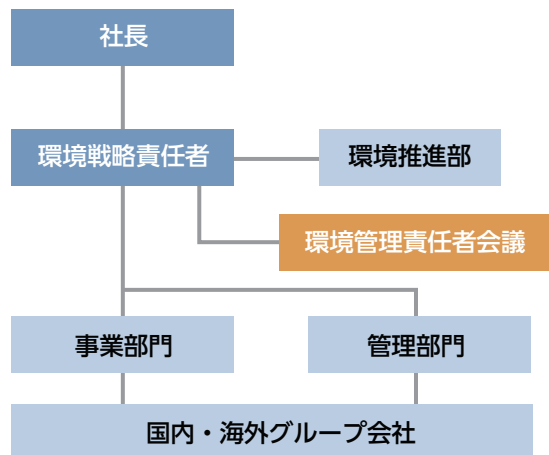 社長
環境戦略責任者
環境推進部
環境管理責任者会議
事業部門
管理部門
国内・海外グループ会社